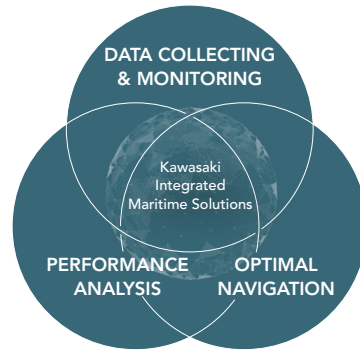 DATA COLLECTING
& MONITORING
Kawasaki
Integrated
Maritime Solutions
PERFORMANCE
ANALYSIS
OPTIMAL
NAVIGATION